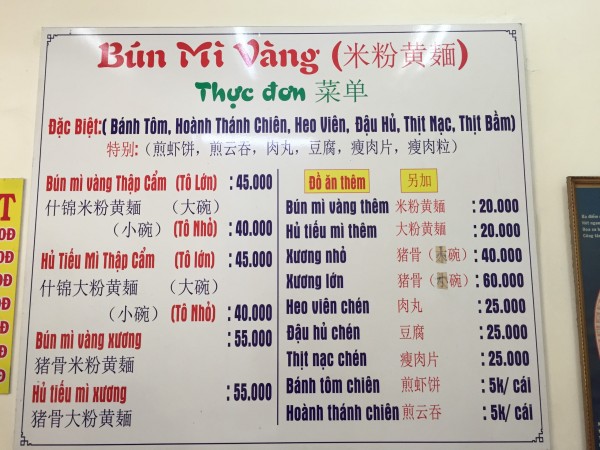 Bún Mì Vàng (米粉黄麵)
Thực đơn 菜单
Đặc Biệt:( Bánh Tôm, Hoành Thánh Chiên, Heo Viên, Đậu Hủ, Thịt Nạc, Thịt Bầm)
特别:(煎虾饼，煎云吞，肉丸，豆腐，瘦肉片，瘦肉粒)
Bún mì vàng Thập Cẩm (Tô Lớn) : 45.000
什锦米粉黄麵 （大碗）
（小碗）(Tô Nhỏ) : 40.000
Hủ Tiếu Mì Thập Cẩm (Tô lớn) : 45.000
什锦大粉黄麵 （大碗）
（小碗）(Tô Nhỏ) : 40.000
Bún mì vàng xương : 55.000
猪骨米粉黄麵
Hủ tiếu mì xương : 55.000
猪骨大粉黄麵
Đồ ăn thêm 另加
Bún mì vàng thêm 米粉黄麵 : 20.000
Hủ tiếu mì thêm 大粉黄麵 : 20.000
Xương nhỏ 猪骨（碗）: 40.000
Xương lớn 猪骨（碗）: 60.000
Heo viên chén 肉丸 : 25.000
Đậu hủ chén 豆腐 : 25.000
Thịt nạc chén 瘦肉片 : 25.000
Bánh tôm chiên 煎虾饼 : 5k/ cái
Hoành thánh chiên 煎云吞 : 5k/ cái